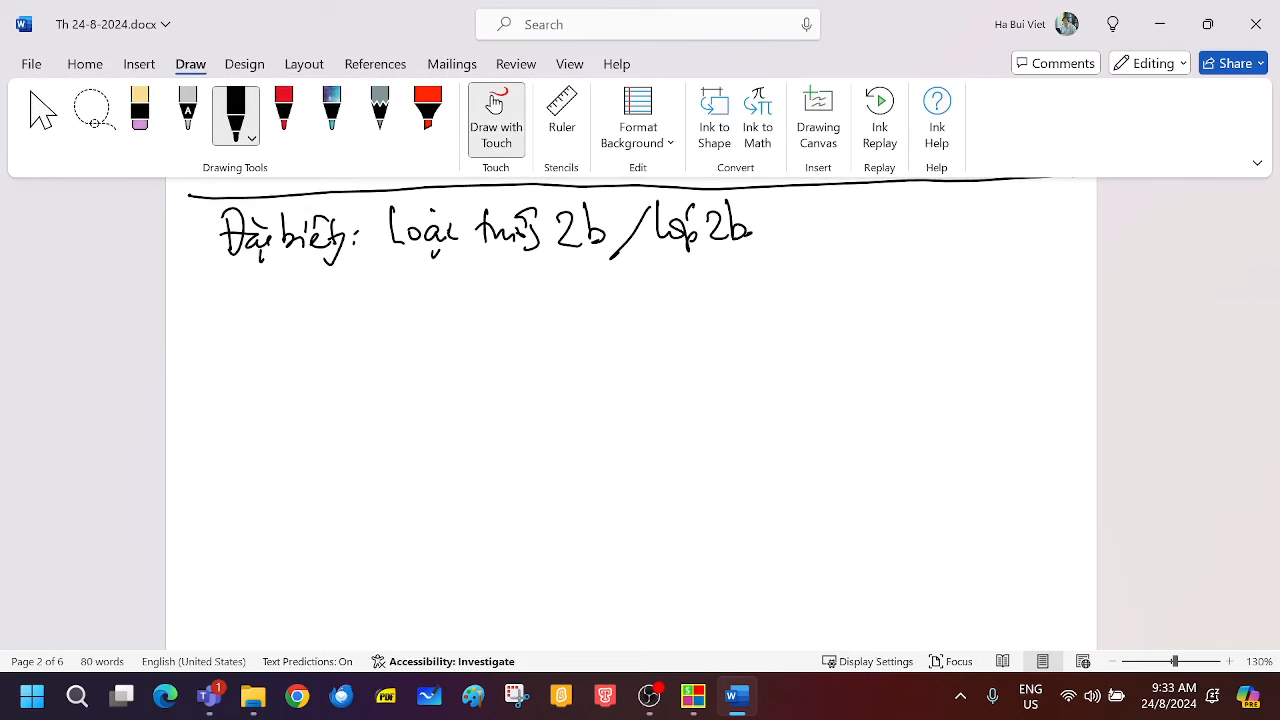 Th 24-8-2024.docx
Search
Ha Bui Viet
File Home Insert Draw Design Layout References Mailings Review View Help
Comments Editing Share
Draw with Touch
Ruler
Format Background
Ink to Shape
Ink to Math
Drawing Canvas
Ink Replay
Ink Help
Drawing Tools Touch Stencils Edit Convert Insert Replay Help
Loại 2b / lớp 2b
Page 2 of 6 80 words English (United States) Text Predictions: On Accessibility: Investigate Display Settings Focus 130%
1 PDF ENG US 9:33 AM 24/8/2024 PRE